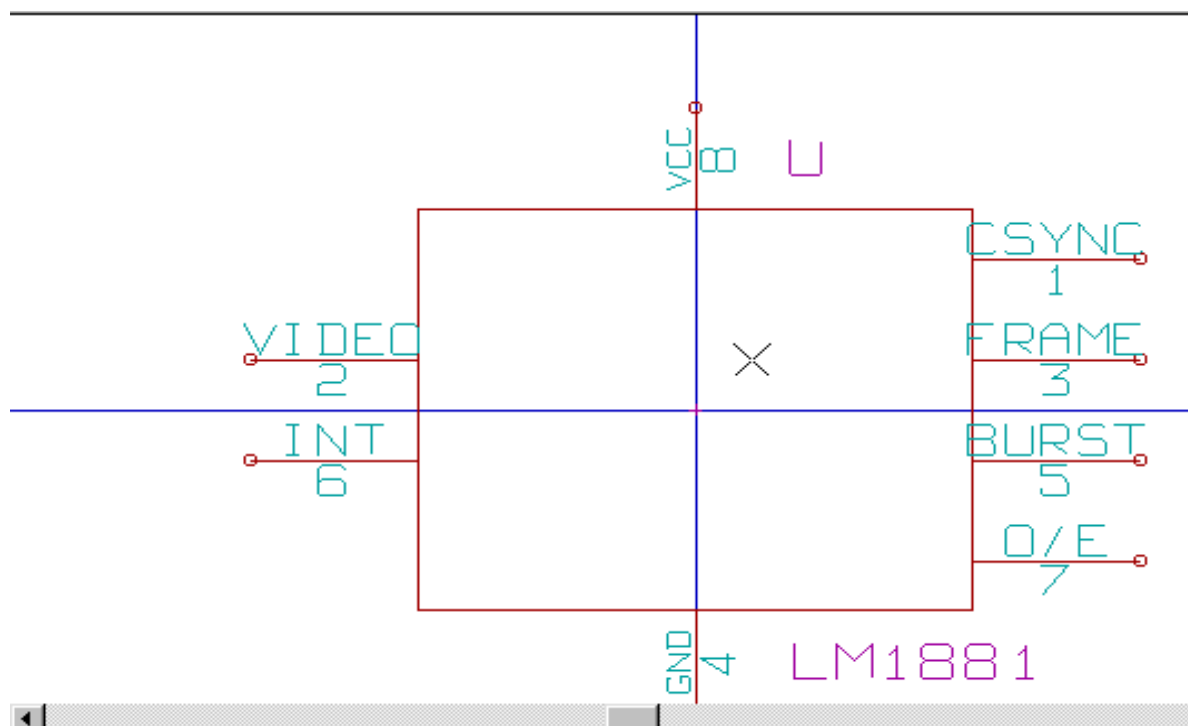 VCC
8
U
CSYNC
1
VIDEO
2
FRAME
3
INT
6
BURST
5
O/E
7
GND
4
LM1881